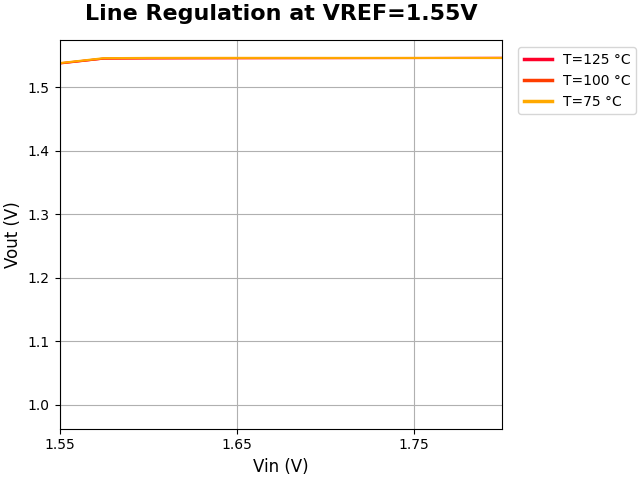 Line Regulation at VREF=1.55V
T=125 °C
T=100 °C
T=75 °C
Vout (V)
1.5
1.4
1.3
1.2
1.1
1.0
1.55
1.65
1.75
Vin (V)